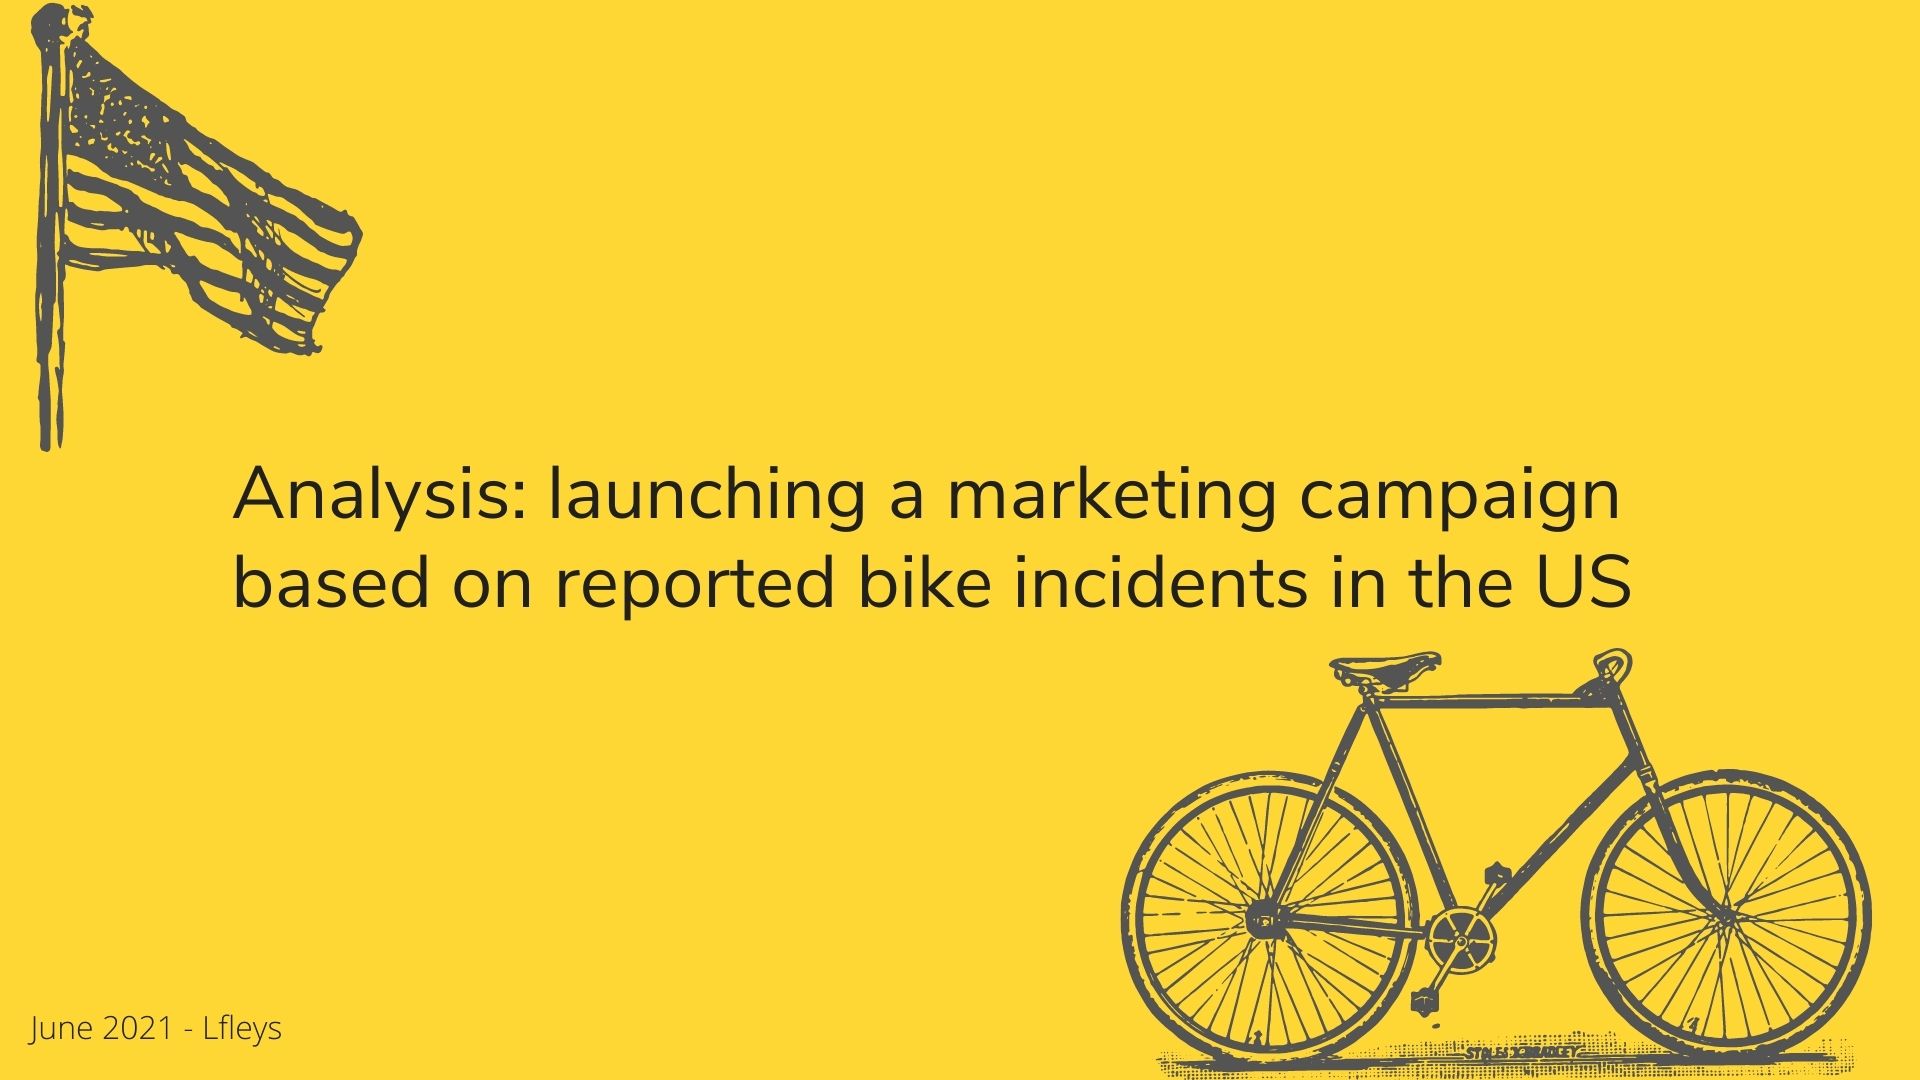 Analysis: launching a marketing campaign
based on reported bike incidents in the US
June 2021 - Lfleys